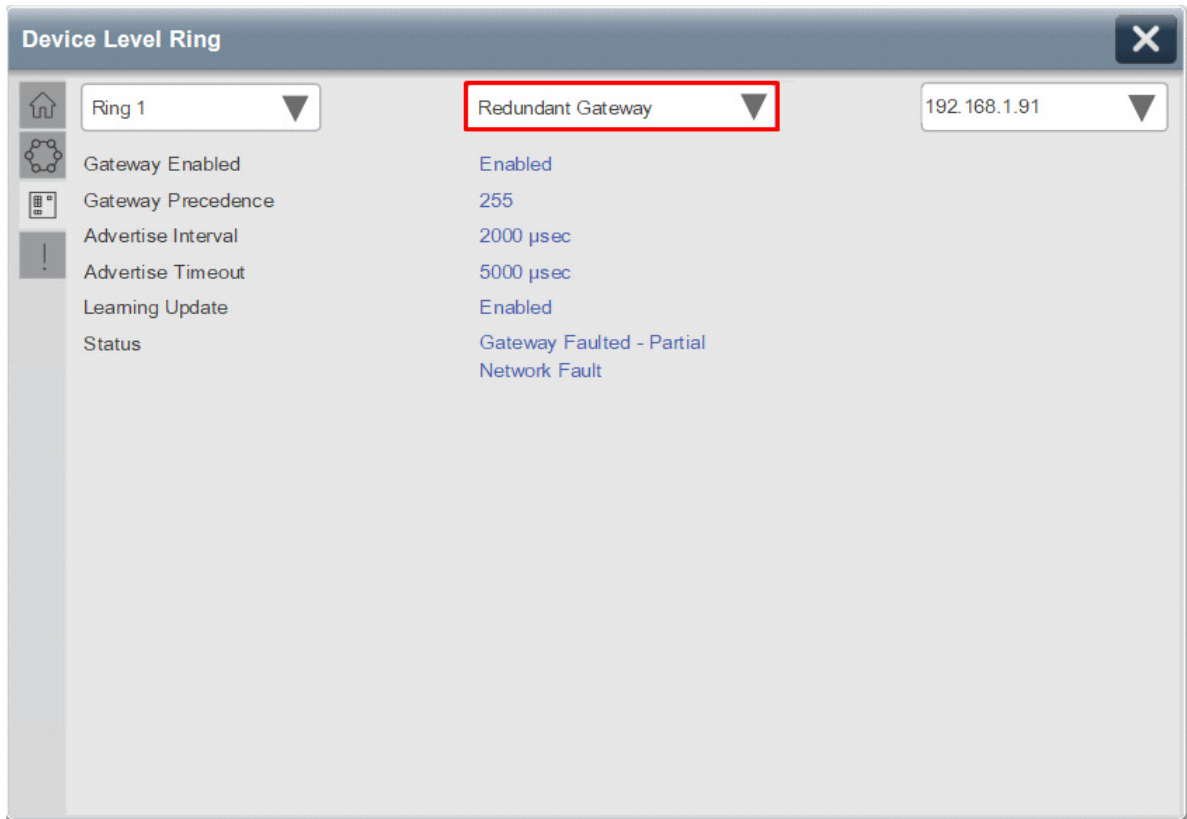 Device Level Ring
Ring 1
Redundant Gateway
192.168.1.91
Gateway Enabled Enabled
Gateway Precedence 255
Advertise Interval 2000 µsec
Advertise Timeout 5000 µsec
Learning Update Enabled
Status Gateway Faulted - Partial
Network Fault